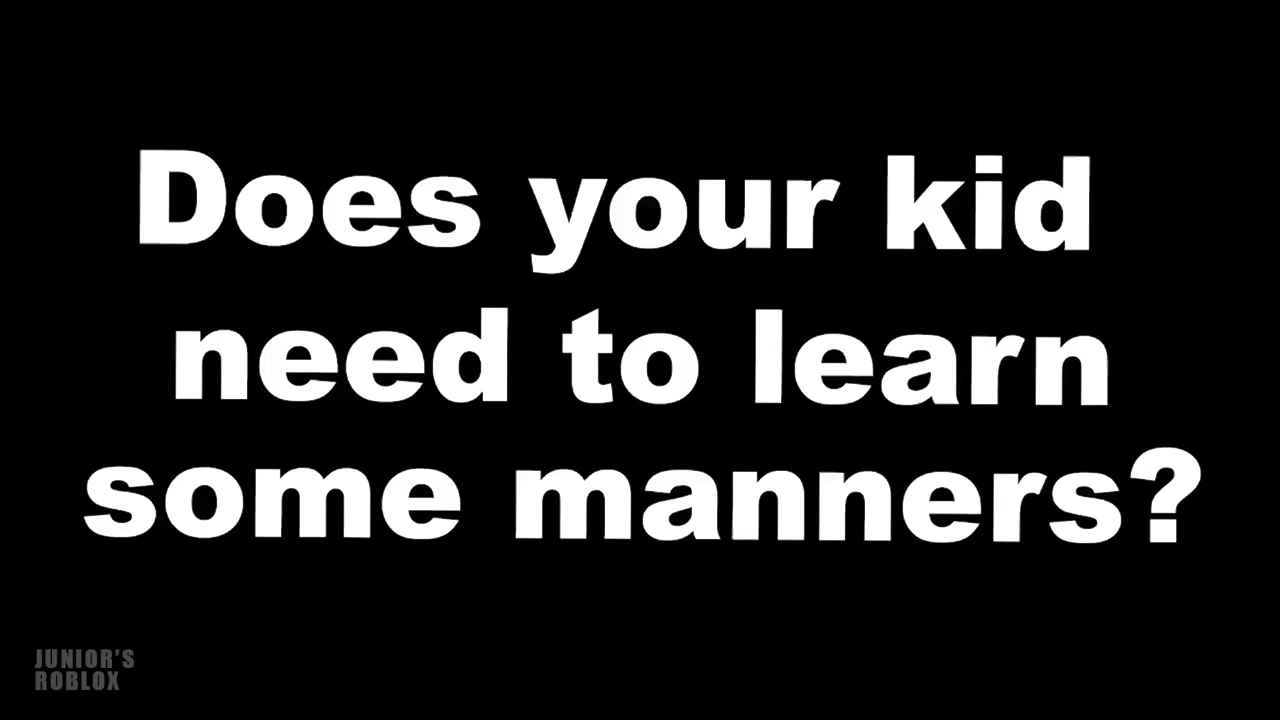 Does your kid
need to learn
some manners?
JUNIOR'S
ROBLOX